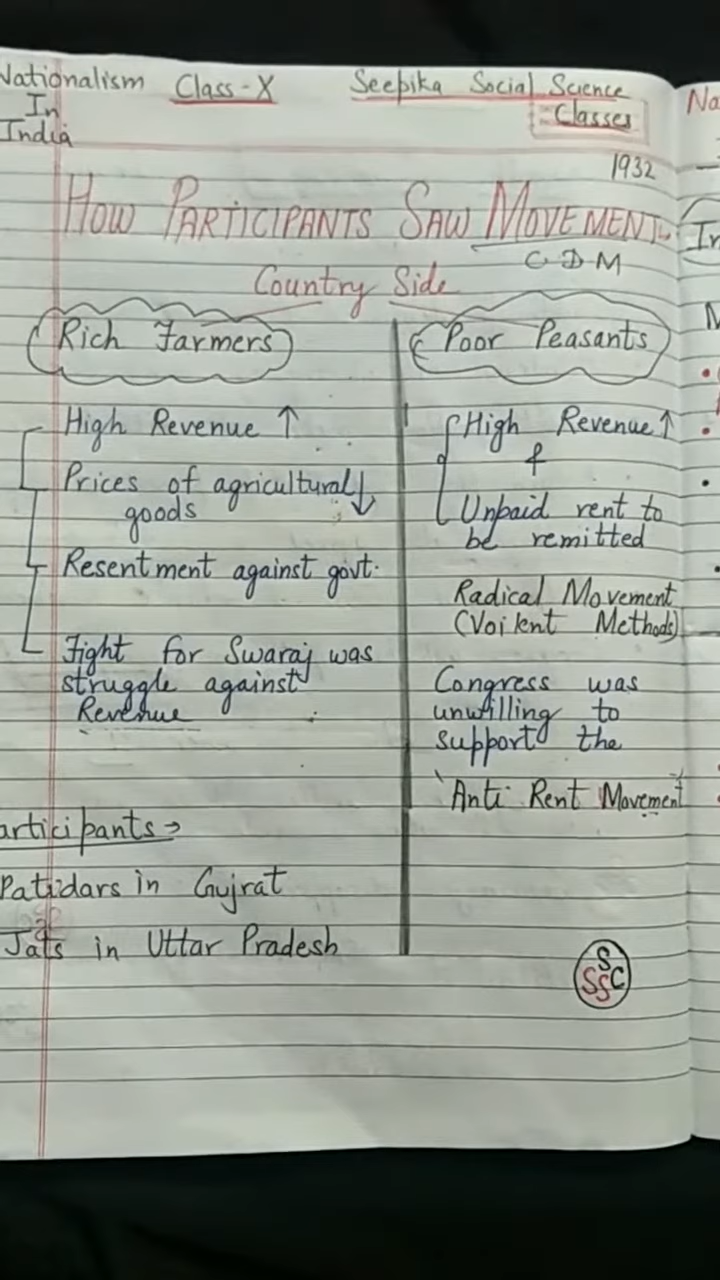 Nationalism
In
India
Class-X
Seepika Social Science
Classes
1932
HOW PARTICIPANTS SAW MOVEMENT
CDM
Country Side
Rich Farmers
High Revenue ↑
Prices of agricultural ↓
goods
Resentment against govt.
Fight for Swaraj was
struggle against
Revenue
articipants →
Patidars in Gujrat
Jats in Uttar Pradesh
Poor Peasants
High Revenue ↑
&
Unpaid rent to
be remitted
Radical Movement
(Voilent Methods)
Congress was
unwilling to
support the
'Anti Rent Movement'
S
SSC
Na
In
M